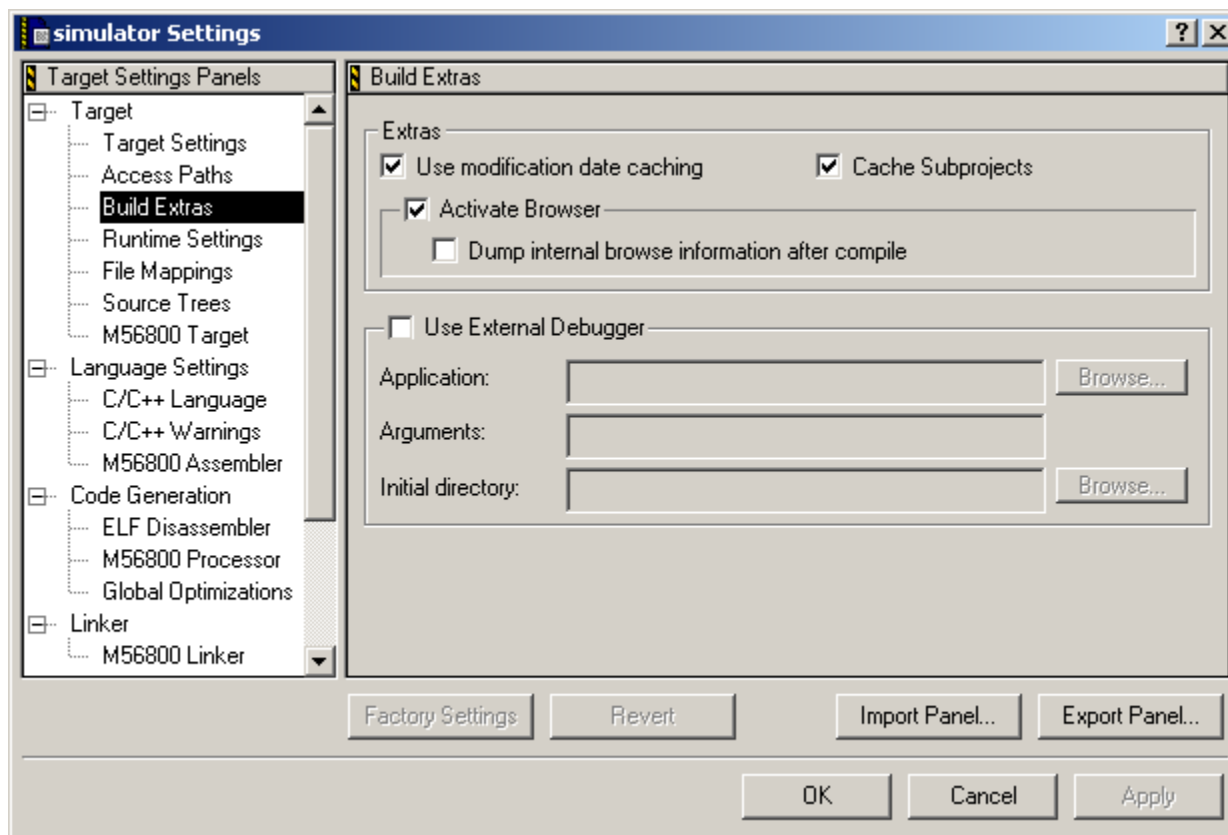 simulator Settings
Target Settings Panels
Target
Target Settings
Access Paths
Build Extras
Runtime Settings
File Mappings
Source Trees
M56800 Target
Language Settings
C/C++ Language
C/C++ Warnings
M56800 Assembler
Code Generation
ELF Disassembler
M56800 Processor
Global Optimizations
Linker
M56800 Linker
Build Extras
Extras
Use modification date caching
Cache Subprojects
Activate Browser
Dump internal browse information after compile
Use External Debugger
Application:
Browse...
Arguments:
Initial directory:
Browse...
Factory Settings
Revert
Import Panel...
Export Panel...
OK
Cancel
Apply